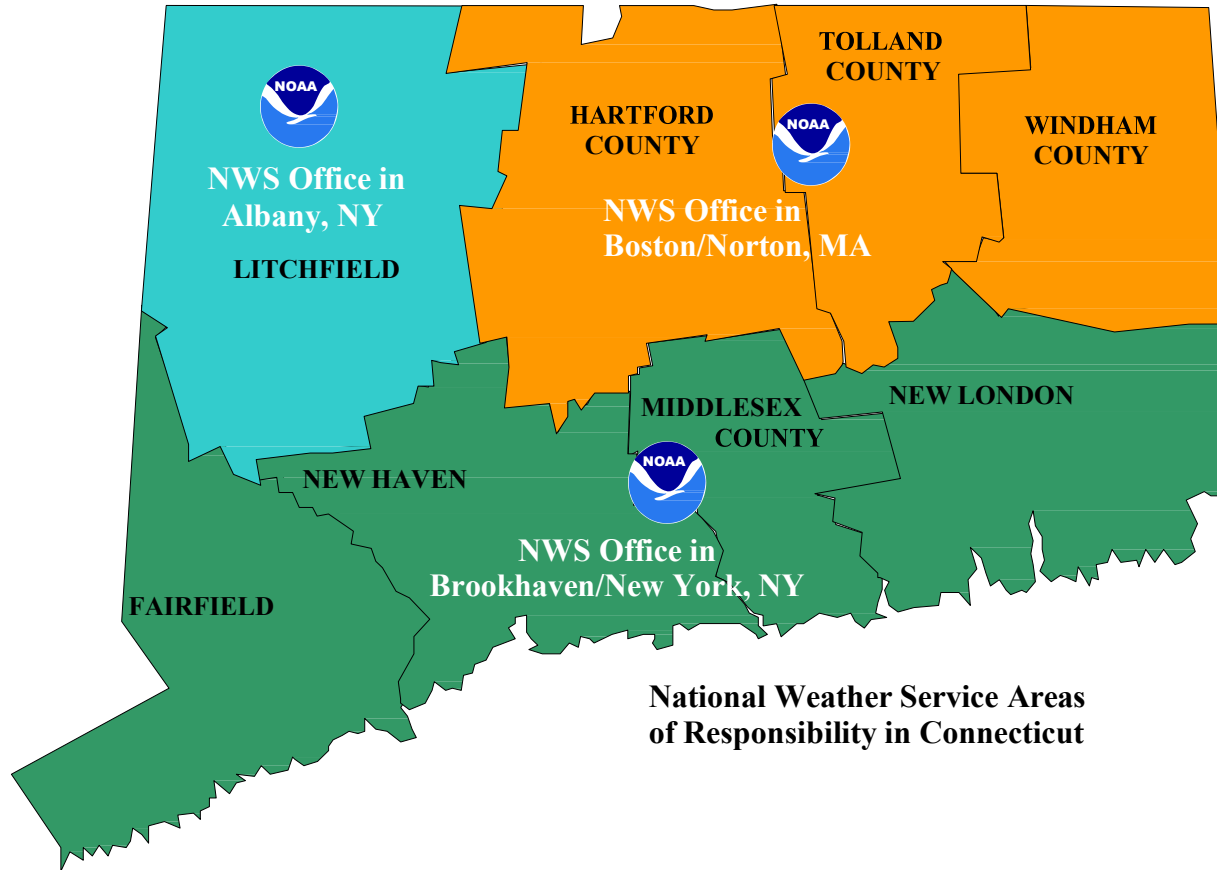 TOLLAND
COUNTY
NOAA
HARTFORD
COUNTY
NOAA
WINDHAM
COUNTY
NWS Office in
Albany, NY
NWS Office in
Boston/Norton, MA
LITCHFIELD
NEW LONDON
MIDDLESEX
COUNTY
NEW HAVEN
NOAA
NWS Office in
Brookhaven/New York, NY
FAIRFIELD
National Weather Service Areas
of Responsibility in Connecticut